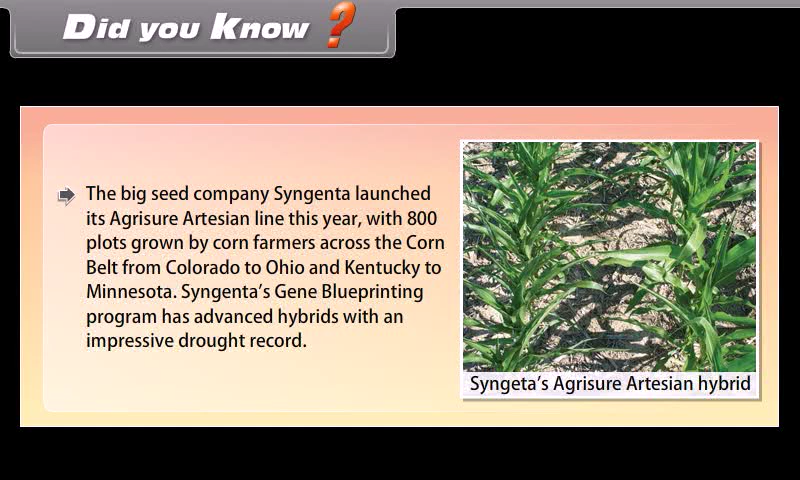 Did you Know ?
The big seed company Syngenta launched
its Agrisure Artesian line this year, with 800
plots grown by corn farmers across the Corn
Belt from Colorado to Ohio and Kentucky to
Minnesota. Syngenta’s Gene Blueprinting
program has advanced hybrids with an
impressive drought record.
Syngeta’s Agrisure Artesian hybrid